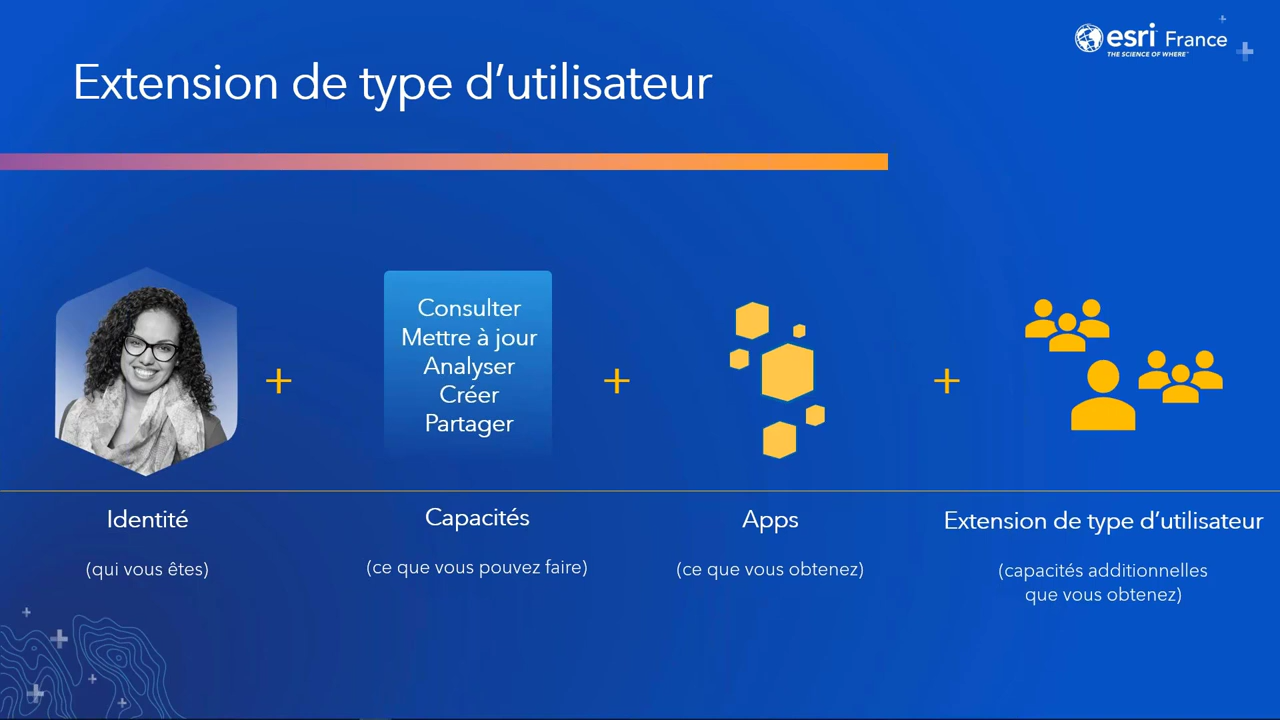 esri France
THE SCIENCE OF WHERE™
Extension de type d’utilisateur
Consulter
Mettre à jour
Analyser
Créer
Partager
Identité
Capacités
Apps
Extension de type d’utilisateur
(qui vous êtes)
(ce que vous pouvez faire)
(ce que vous obtenez)
(capacités additionnelles
que vous obtenez)